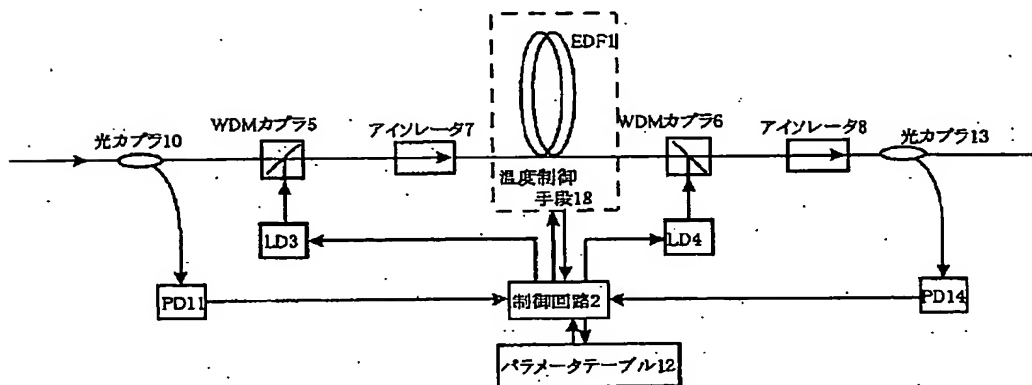 EDF1
光カプラ10
WDMカプラ5
アイソレータ7
WDMカプラ6
アイソレータ8
光カプラ13
温度制御
手段18
LD3
LD4
PD11
制御回路2
PD14
パラメータテーブル12